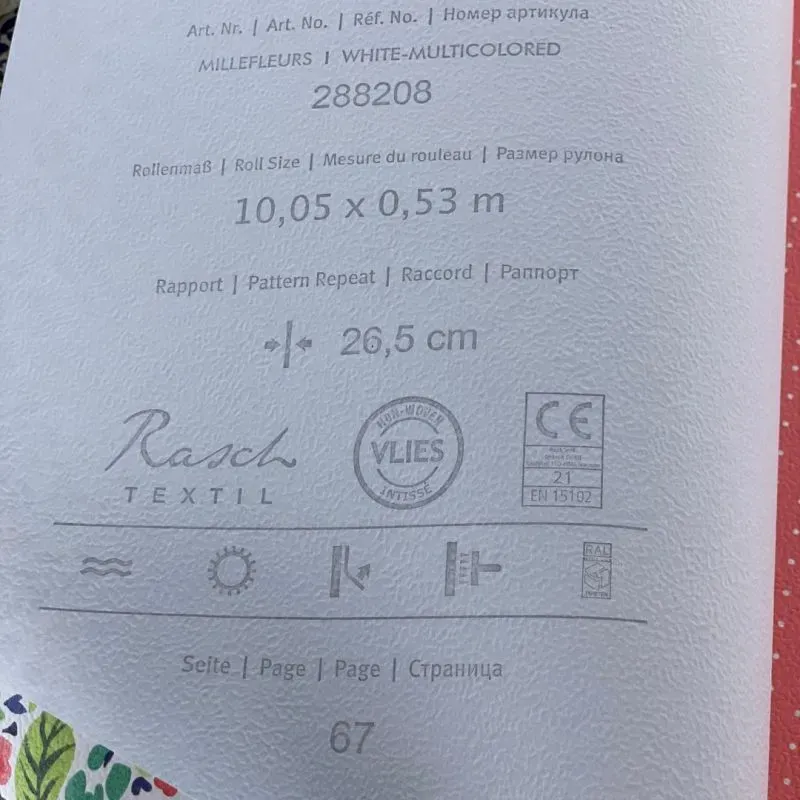 Art. Nr. | Art. No. | Réf. No. | Номер артикула
MILLEFLEURS | WHITE-MULTICOLORED
288208
Rollenmaß | Roll Size | Mesure du rouleau | Размер рулона
10,05 x 0,53 m
Rapport | Pattern Repeat | Raccord | Раппорт
26,5 cm
Rasch
TEXTIL
NON-WOVEN
VLIES
INTISSÉ
CE
21
EN 15102
RAL
Seite | Page | Page | Страница
67